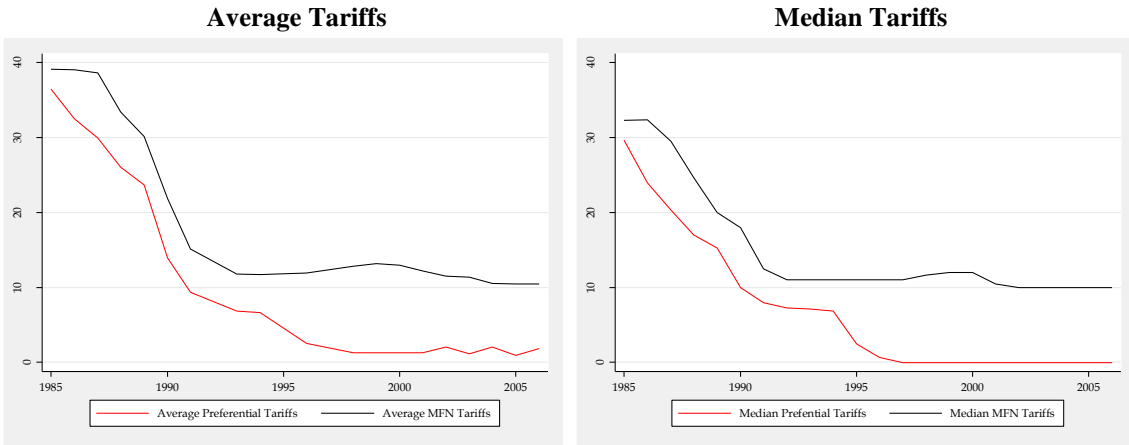 Average Tariffs
40
30
20
10
0
1985 1990 1995 2000 2005
Average Preferential Tariffs Average MFN Tariffs
Median Tariffs
40
30
20
10
0
1985 1990 1995 2000 2005
Median Prefential Tariffs Median MFN Tariffs